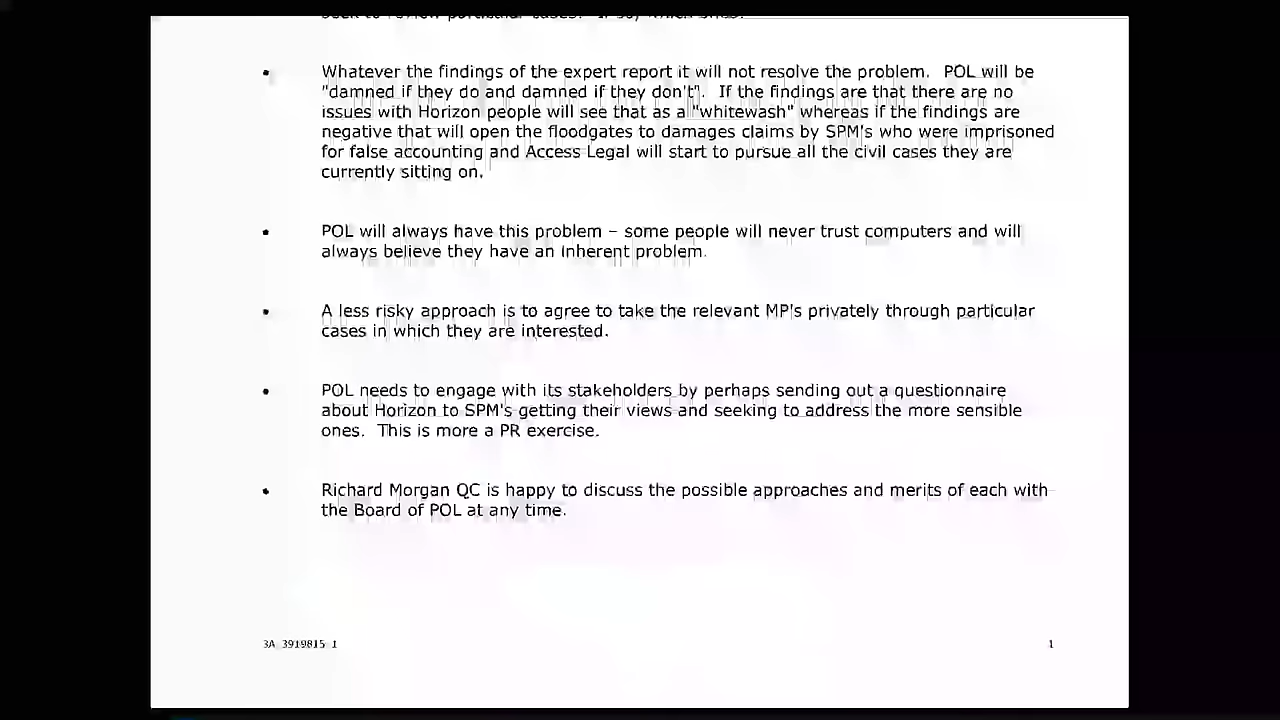 seek to review particular cases? If so, which ones?
• Whatever the findings of the expert report it will not resolve the problem. POL will be
"damned if they do and damned if they don't". If the findings are that there are no
issues with Horizon people will see that as a "whitewash" whereas if the findings are
negative that will open the floodgates to damages claims by SPM's who were imprisoned
for false accounting and Access Legal will start to pursue all the civil cases they are
currently sitting on.
• POL will always have this problem – some people will never trust computers and will
always believe they have an inherent problem.
• A less risky approach is to agree to take the relevant MP's privately through particular
cases in which they are interested.
• POL needs to engage with its stakeholders by perhaps sending out a questionnaire
about Horizon to SPM's getting their views and seeking to address the more sensible
ones. This is more a PR exercise.
• Richard Morgan QC is happy to discuss the possible approaches and merits of each with
the Board of POL at any time.
3A 3919815 1 1